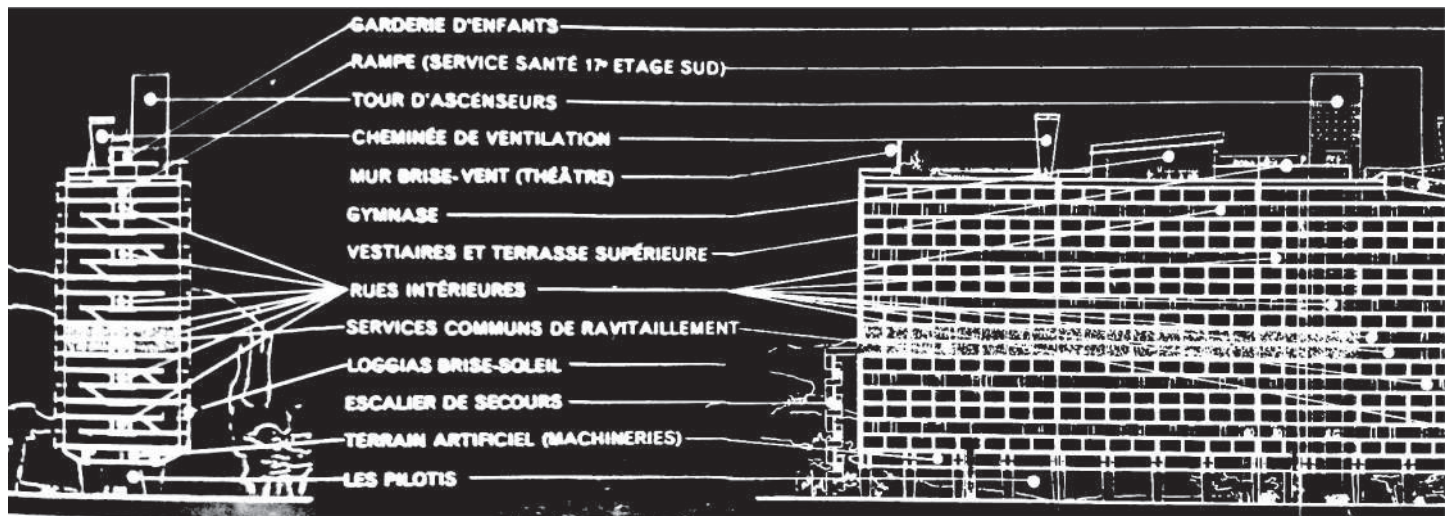 GARDERIE D'ENFANTS
RAMPE (SERVICE SANTÉ 17e ETAGE SUD)
TOUR D'ASCENSEURS
CHEMINÉE DE VENTILATION
MUR BRISE-VENT (THÉÂTRE)
GYMNASE
VESTIAIRES ET TERRASSE SUPÉRIEURE
RUES INTÉRIEURES
SERVICES COMMUNS DE RAVITAILLEMENT
LOGGIAS BRISE-SOLEIL
ESCALIER DE SECOURS
TERRAIN ARTIFICIEL (MACHINERIES)
LES PILOTIS